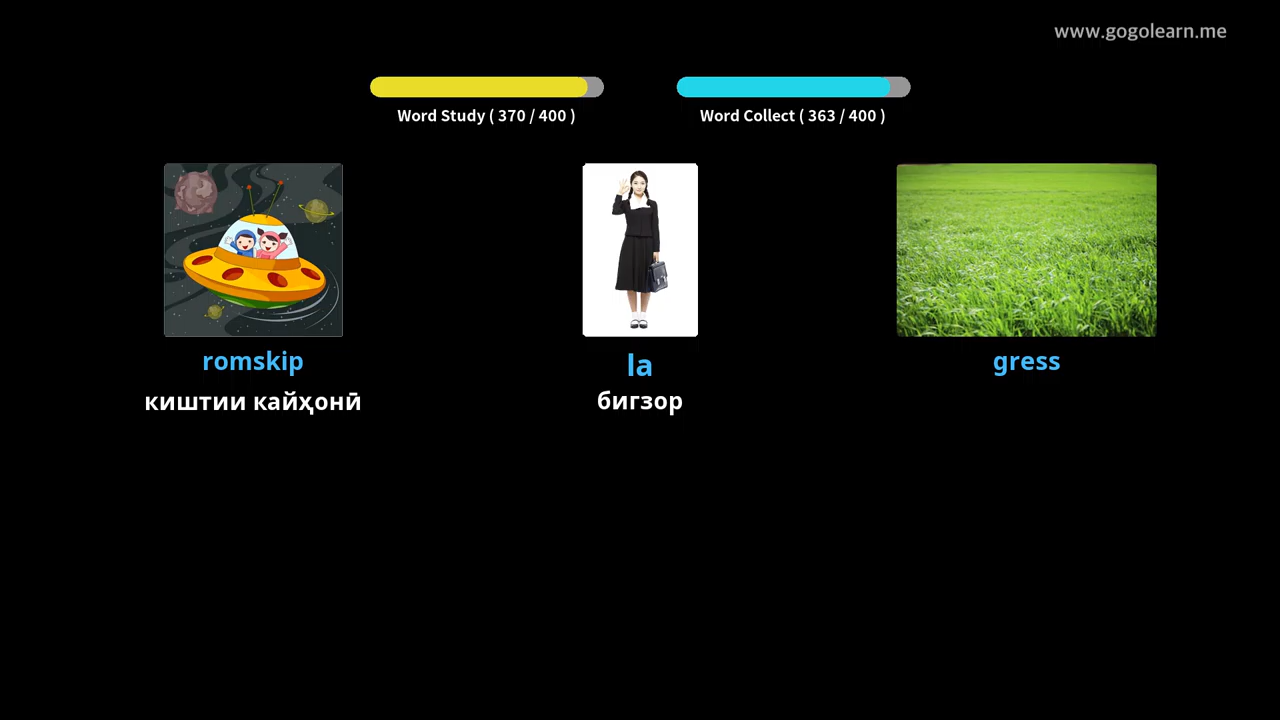 www.gogolearn.me
Word Study ( 370 / 400 )
Word Collect ( 363 / 400 )
romskip
la
gress
киштии кайҳонӣ
бигзор